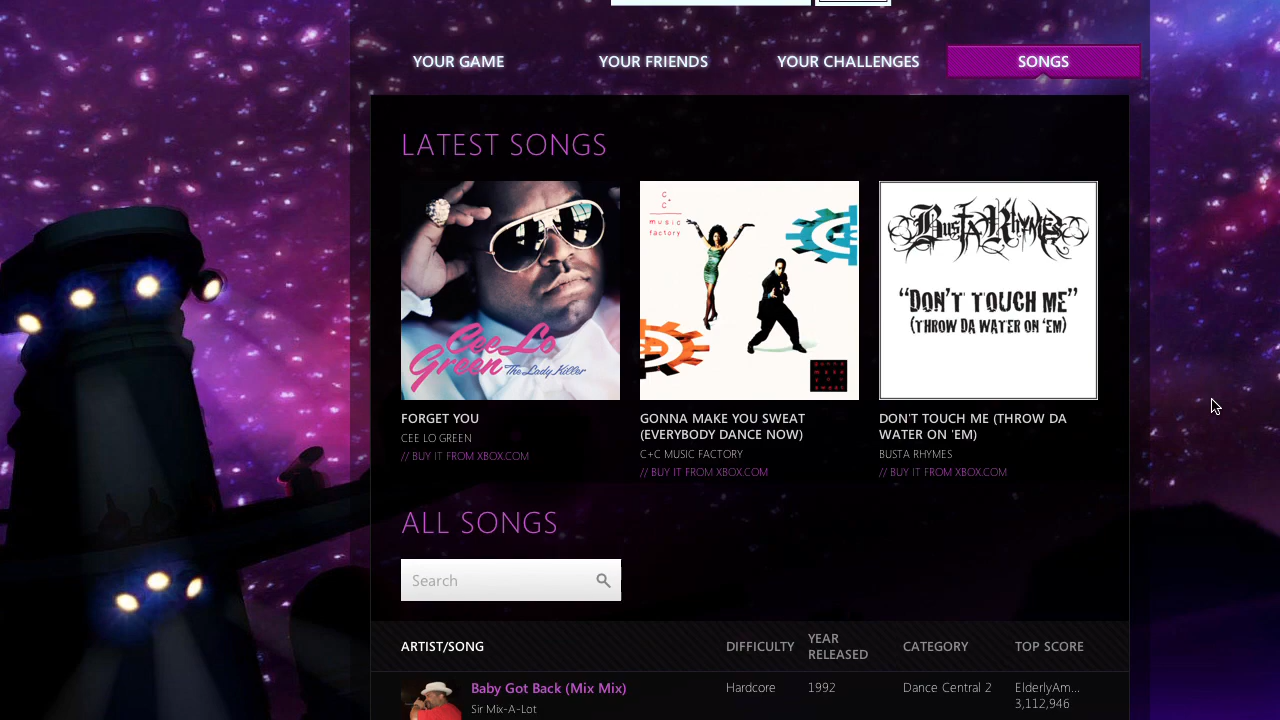 YOUR GAME
YOUR FRIENDS
YOUR CHALLENGES
SONGS
LATEST SONGS
CeeLo
Green The Lady Killer
C
+
C
music
factory
BUSTA RHYMES
“DON'T TOUCH ME”
(THROW DA WATER ON ‘EM)
FORGET YOU
CEE LO GREEN
// BUY IT FROM XBOX.COM
GONNA MAKE YOU SWEAT
(EVERYBODY DANCE NOW)
C+C MUSIC FACTORY
// BUY IT FROM XBOX.COM
DON'T TOUCH ME (THROW DA
WATER ON 'EM)
BUSTA RHYMES
// BUY IT FROM XBOX.COM
ALL SONGS
Search
ARTIST/SONG
DIFFICULTY
YEAR
RELEASED
CATEGORY
TOP SCORE
Baby Got Back (Mix Mix)
Sir Mix-A-Lot
Hardcore
1992
Dance Central 2
ElderlyAm...
3,112,946